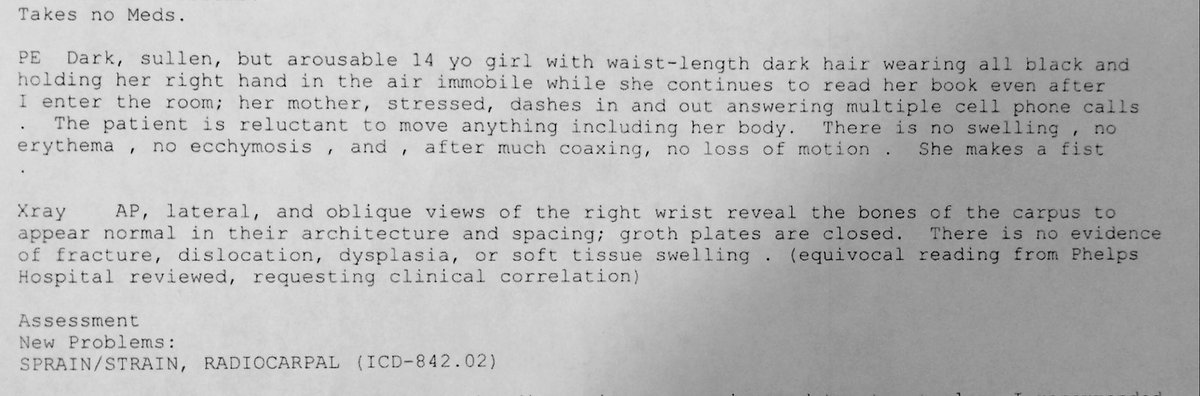 Takes no Meds.
PE  Dark, sullen, but arousable 14 yo girl with waist-length dark hair wearing all black and
holding her right hand in the air immobile while she continues to read her book even after
I enter the room; her mother, stressed, dashes in and out answering multiple cell phone calls
.  The patient is reluctant to move anything including her body.  There is no swelling , no
erythema , no ecchymosis , and , after much coaxing, no loss of motion .  She makes a fist
.
Xray    AP, lateral, and oblique views of the right wrist reveal the bones of the carpus to
appear normal in their architecture and spacing; groth plates are closed.  There is no evidence
of fracture, dislocation, dysplasia, or soft tissue swelling . (equivocal reading from Phelps
Hospital reviewed, requesting clinical correlation)
Assessment
New Problems:
SPRAIN/STRAIN, RADIOCARPAL (ICD-842.02)
I recommended